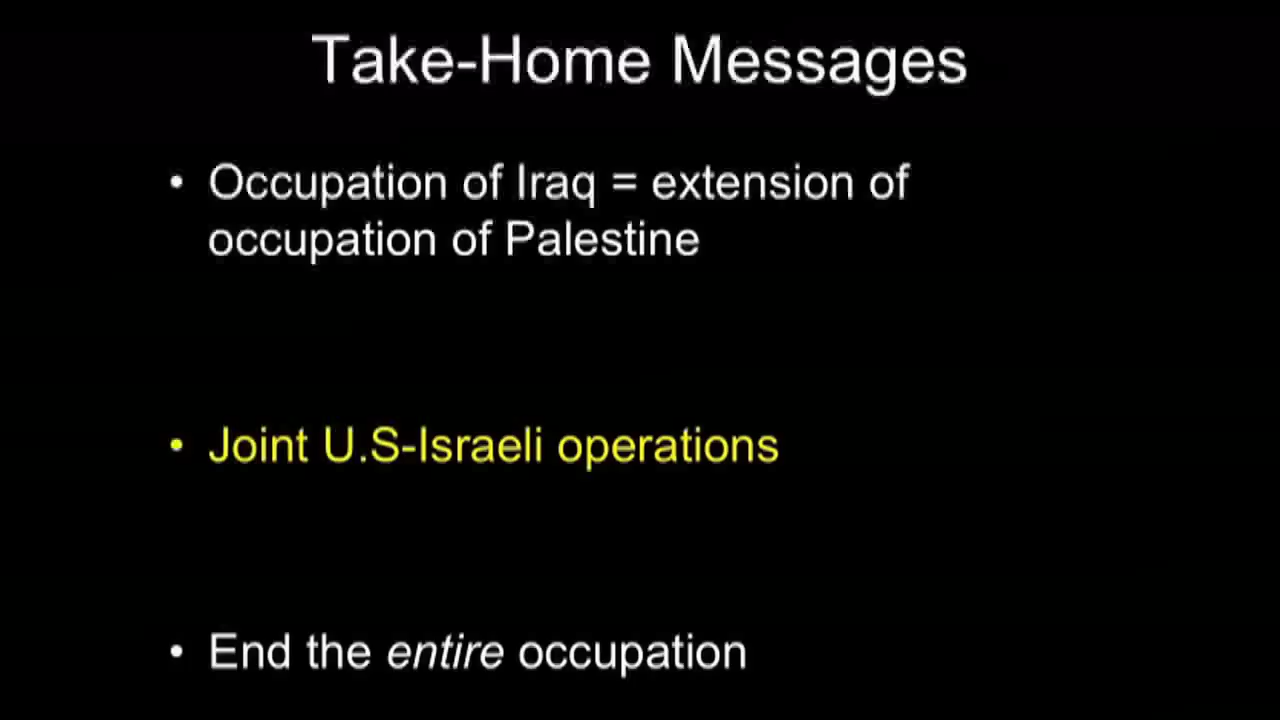 Take-Home Messages
• Occupation of Iraq = extension of
occupation of Palestine
• Joint U.S-Israeli operations
• End the entire occupation